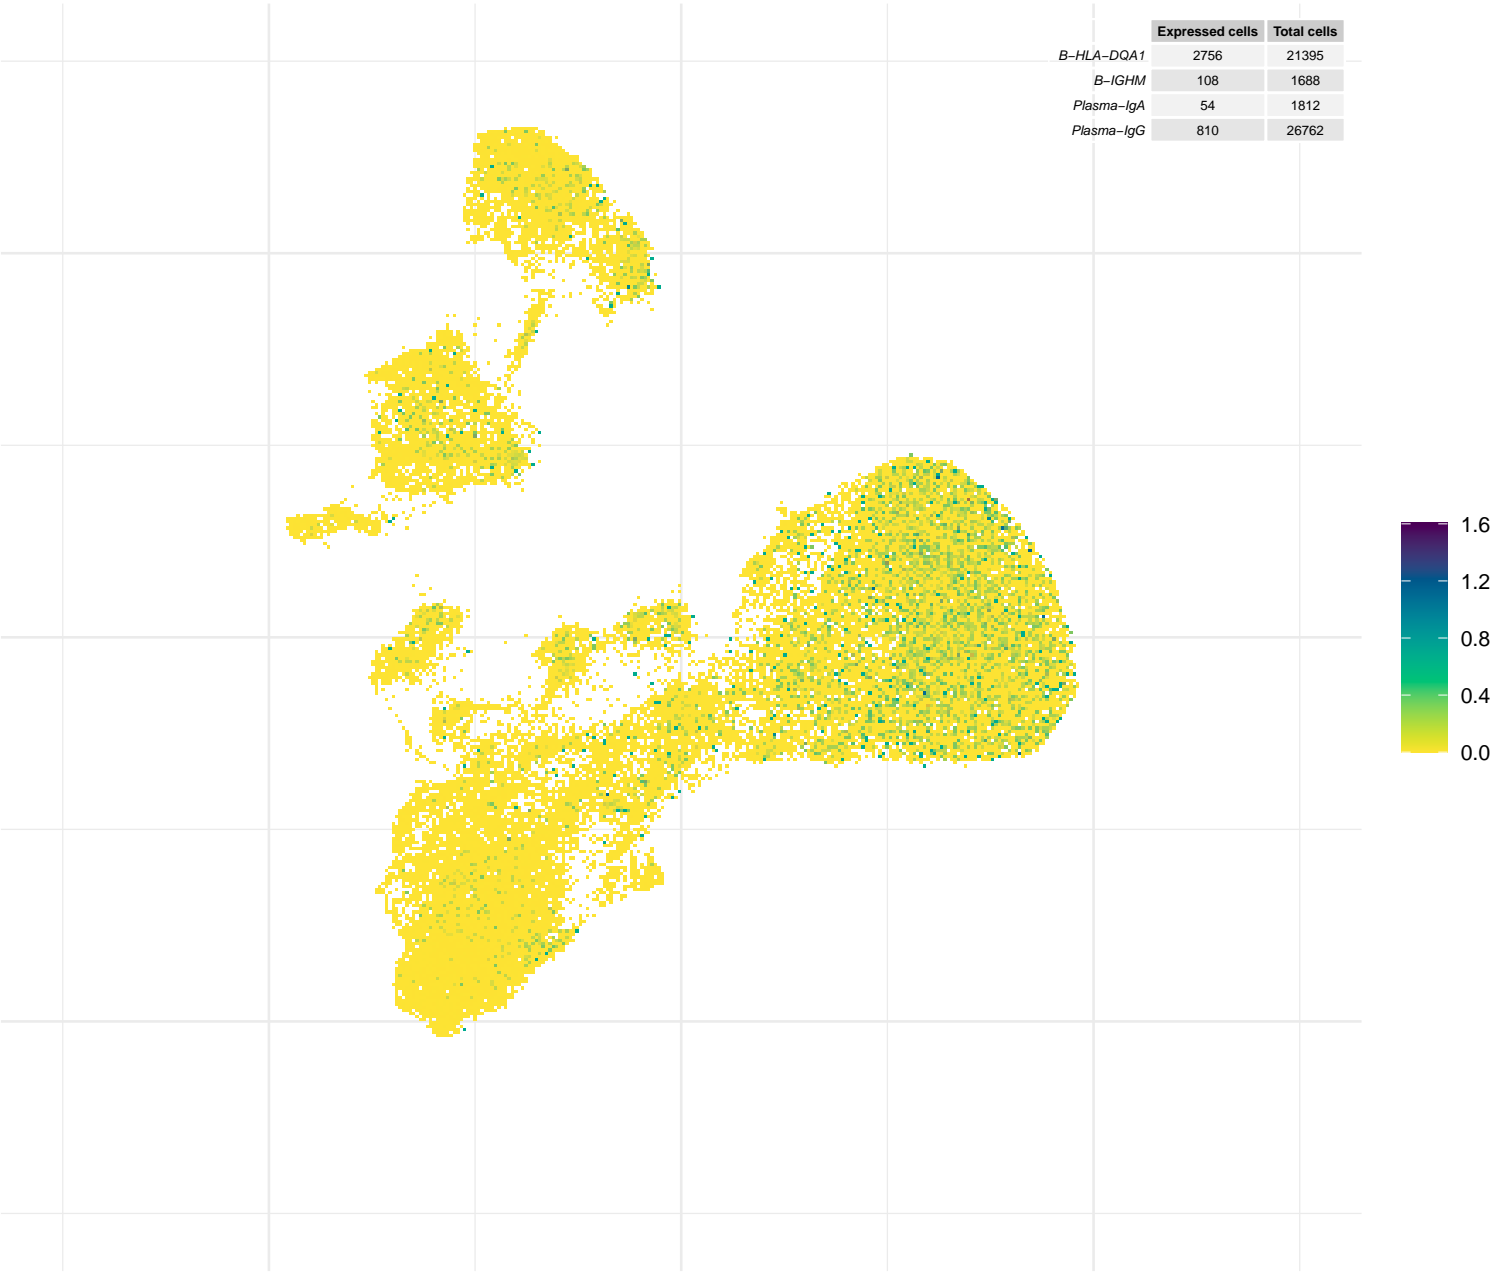 Expressed cells Total cells
B−HLA−DQA1 2756 21395
B−IGHM 108 1688
Plasma−IgA 54 1812
Plasma−IgG 810 26762
1.6
1.2
0.8
0.4
0.0